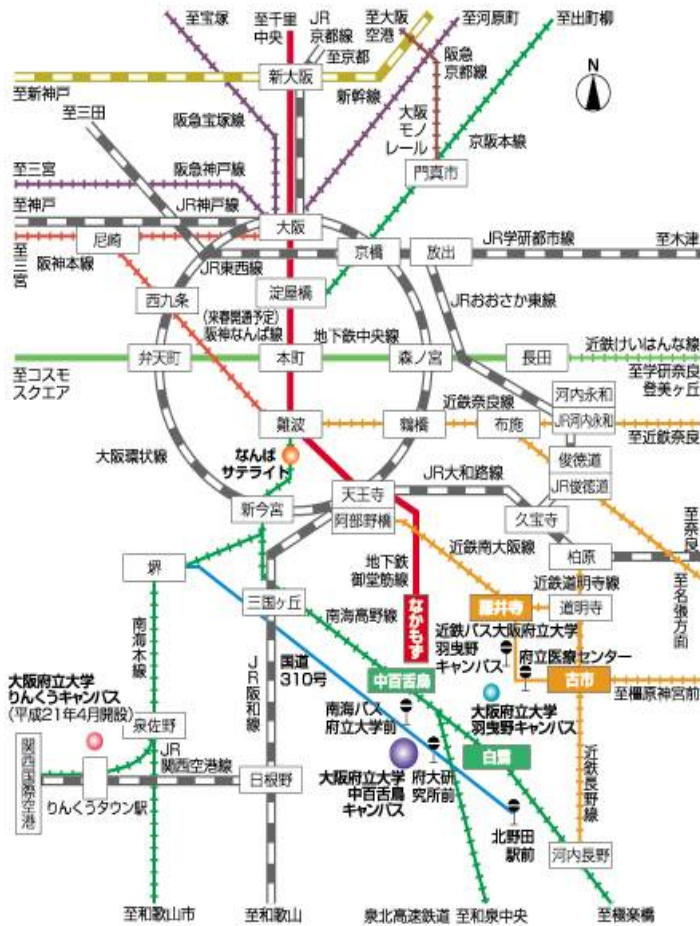 至宝塚
至千里
中央
JR
京都線
至京都
至大阪
空港
至河原町
至出町柳
阪急
京都線
新大阪
至新神戸
新幹線
N
至三田
阪急宝塚線
大阪
モノ
レール
京阪本線
門真市
至三宮
阪急神戸線
至神戸
JR神戸線
大阪
尼崎
京橋
放出
JR学研都市線
至木津
至三宮
阪神本線
JR東西線
淀屋橋
西九条
JRおおさか東線
(来春開通予定)
阪神なんば線
地下鉄中央線
近鉄けいはんな線
弁天町
本町
森ノ宮
長田
至コスモ
スクエア
至学研奈良
登美ヶ丘
河内永和
JR河内永和
近鉄奈良線
難波
鶴橋
布施
至近鉄奈良
なんば
サテライト
俊徳道
JR俊徳道
大阪環状線
JR大和路線
天王寺
新今宮
阿部野橋
久宝寺
至奈良
近鉄南大阪線
柏原
堺
地下鉄
御堂筋線
近鉄道明寺線
至名張方面
三国ヶ丘
南海高野線
なかもず
藤井寺
道明寺
南海本線
近鉄バス大阪府立大学
羽曳野
キャンパス
府立医療センター
国道
310号
JR阪和線
中百舌鳥
古市
至橿原神宮前
大阪府立大学
りんくうキャンパス
(平成21年4月開設)
大阪府立大学
羽曳野キャンパス
南海バス
府立大学前
泉佐野
白鷺
近鉄長野線
関西国際空港
JR
関西空港線
りんくうタウン駅
日根野
大阪府立大学
中百舌鳥
キャンパス
府大研
究所前
北野田
駅前
河内長野
至和歌山市
至和歌山
泉北高速鉄道
至和泉中央
至極楽橋